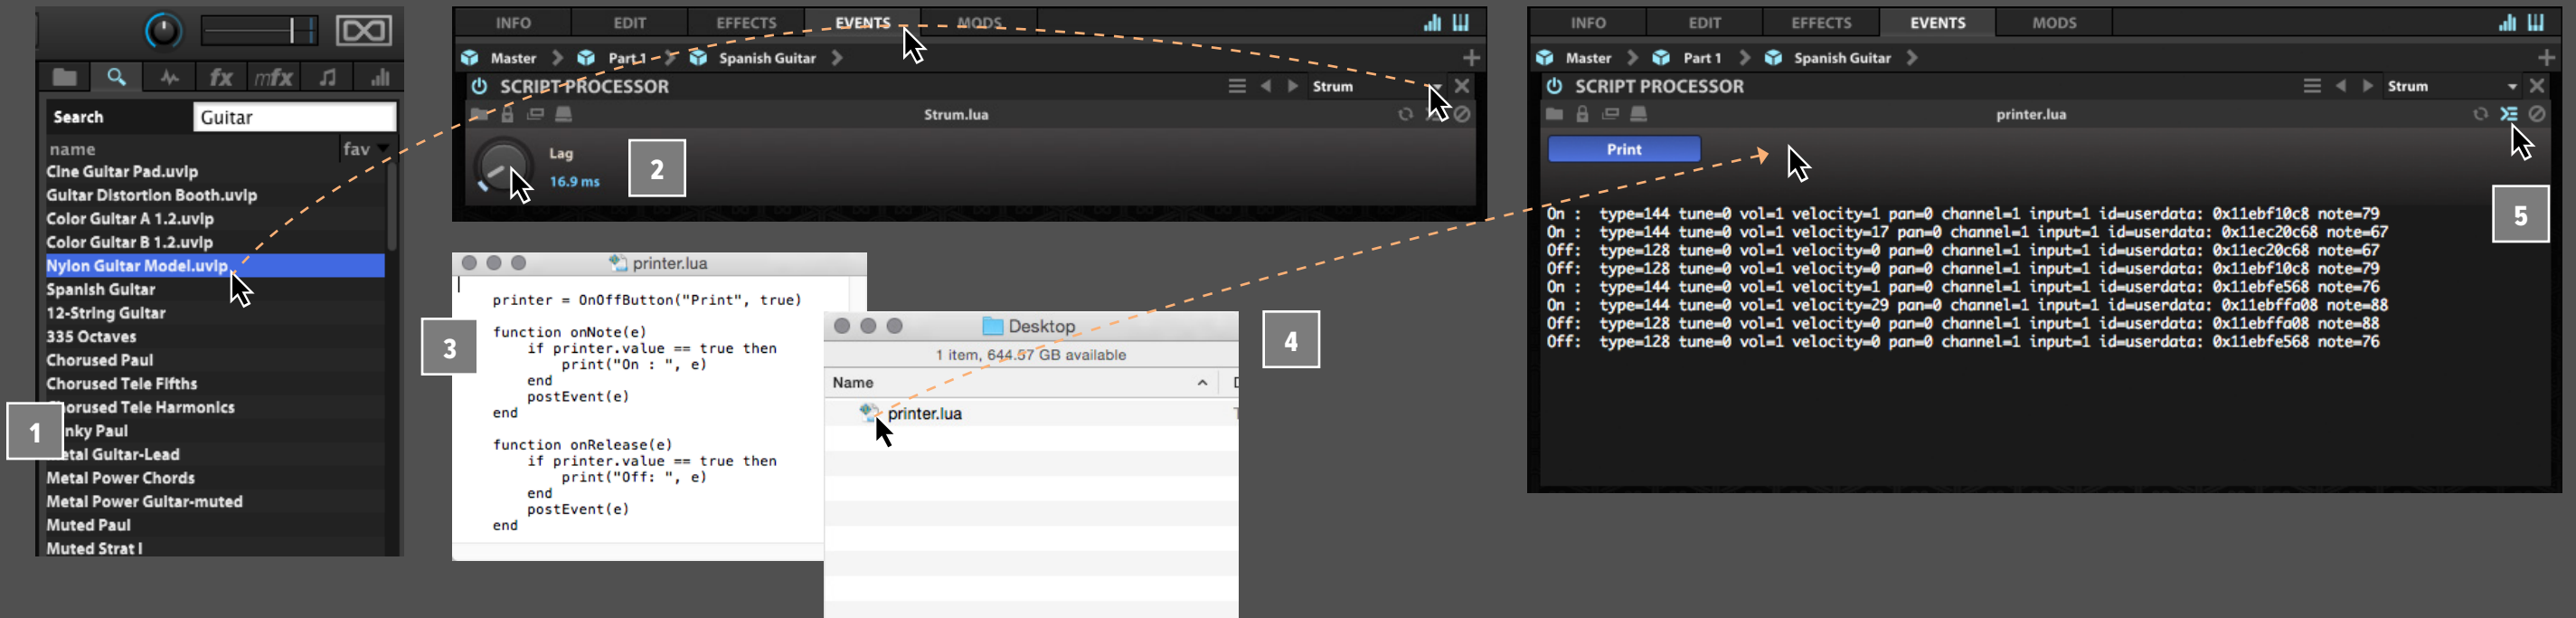 fx
mfx
Search
Guitar
name
fav
Cine Guitar Pad.uvip
Guitar Distortion Booth.uvip
Color Guitar A 1.2.uvip
Color Guitar B 1.2.uvip
Nylon Guitar Model.uvip
Spanish Guitar
12-String Guitar
335 Octaves
Chorused Paul
Chorused Tele Fifths
horused Tele Harmonics
nky Paul
etal Guitar-Lead
Metal Power Chords
Metal Power Guitar-muted
Muted Paul
Muted Strat I
1
INFO
EDIT
EFFECTS
EVENTS
MODS
Master
Part 1
Spanish Guitar
SCRIPT PROCESSOR
Strum
Strum.lua
Lag
16.9 ms
2
printer.lua
printer = OnOffButton("Print", true)
function onNote(e)
if printer.value == true then
print("On : ", e)
end
postEvent(e)
end
function onRelease(e)
if printer.value == true then
print("Off: ", e)
end
postEvent(e)
end
3
Desktop
1 item, 644.57 GB available
Name
printer.lua
4
INFO
EDIT
EFFECTS
EVENTS
MODS
Master
Part 1
Spanish Guitar
SCRIPT PROCESSOR
Strum
printer.lua
Print
On : type=144 tune=0 vol=1 velocity=1 pan=0 channel=1 input=1 id=userdata: 0x11ebf10c8 note=79
On : type=144 tune=0 vol=1 velocity=17 pan=0 channel=1 input=1 id=userdata: 0x11ec20c68 note=67
Off: type=128 tune=0 vol=1 velocity=0 pan=0 channel=1 input=1 id=userdata: 0x11ec20c68 note=67
Off: type=128 tune=0 vol=1 velocity=0 pan=0 channel=1 input=1 id=userdata: 0x11ebf10c8 note=79
On : type=144 tune=0 vol=1 velocity=1 pan=0 channel=1 input=1 id=userdata: 0x11ebfe568 note=76
On : type=144 tune=0 vol=1 velocity=29 pan=0 channel=1 input=1 id=userdata: 0x11ebffa08 note=88
Off: type=128 tune=0 vol=1 velocity=0 pan=0 channel=1 input=1 id=userdata: 0x11ebffa08 note=88
Off: type=128 tune=0 vol=1 velocity=0 pan=0 channel=1 input=1 id=userdata: 0x11ebfe568 note=76
5